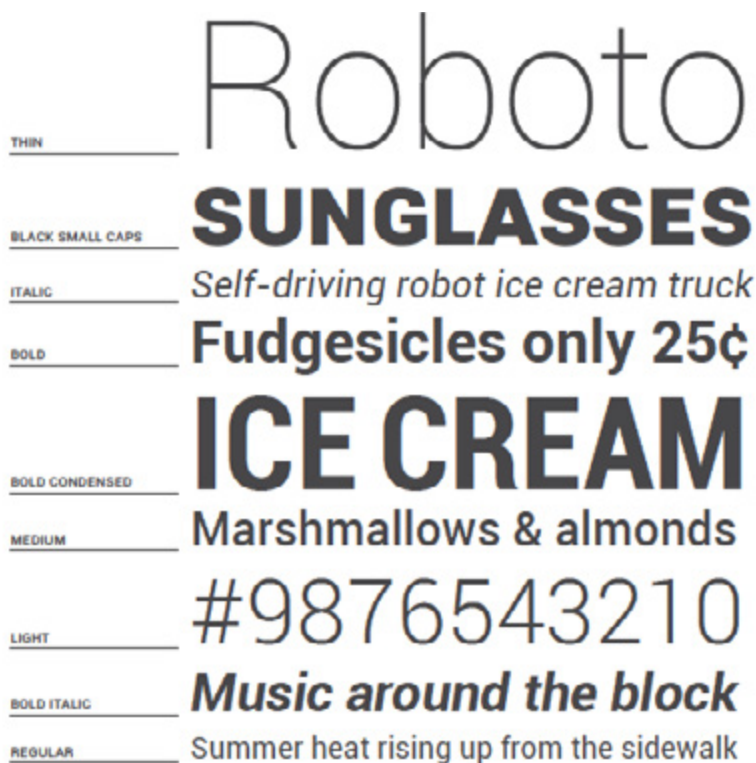 THIN Roboto
BLACK SMALL CAPS SUNGLASSES
ITALIC Self-driving robot ice cream truck
BOLD Fudgesicles only 25¢
BOLD CONDENSED ICE CREAM
MEDIUM Marshmallows & almonds
LIGHT #9876543210
BOLD ITALIC Music around the block
REGULAR Summer heat rising up from the sidewalk